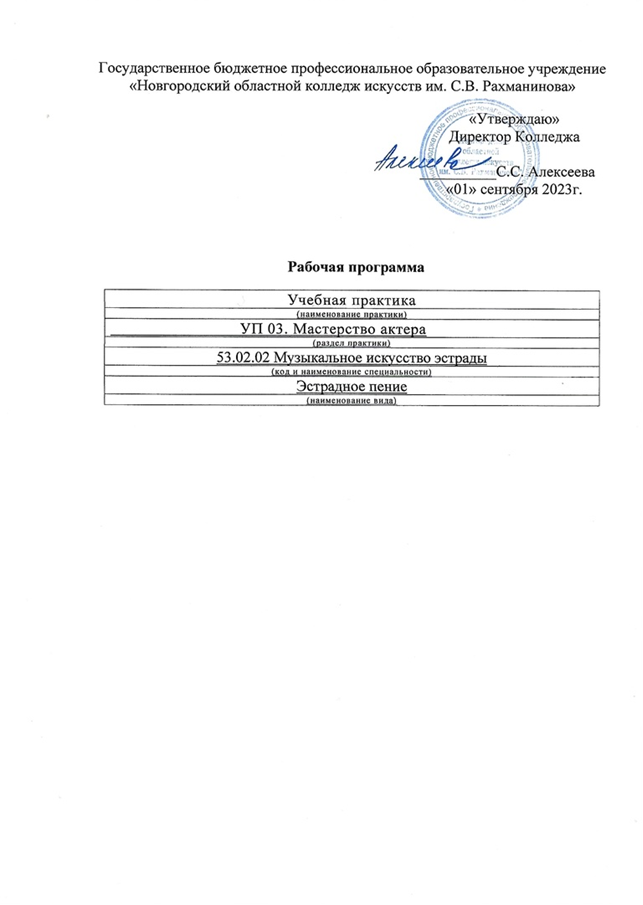 Государственное бюджетное профессиональное образовательное учреждение
«Новгородский областной колледж искусств им. С.В. Рахманинова»
«Утверждаю»
Директор Колледжа
Алексеева
С.С. Алексеева
«01» сентября 2023г.
Рабочая программа
Учебная практика
(наименование практики)
УП 03. Мастерство актера
(раздел практики)
53.02.02 Музыкальное искусство эстрады
(код и наименование специальности)
Эстрадное пение
(наименование вида)